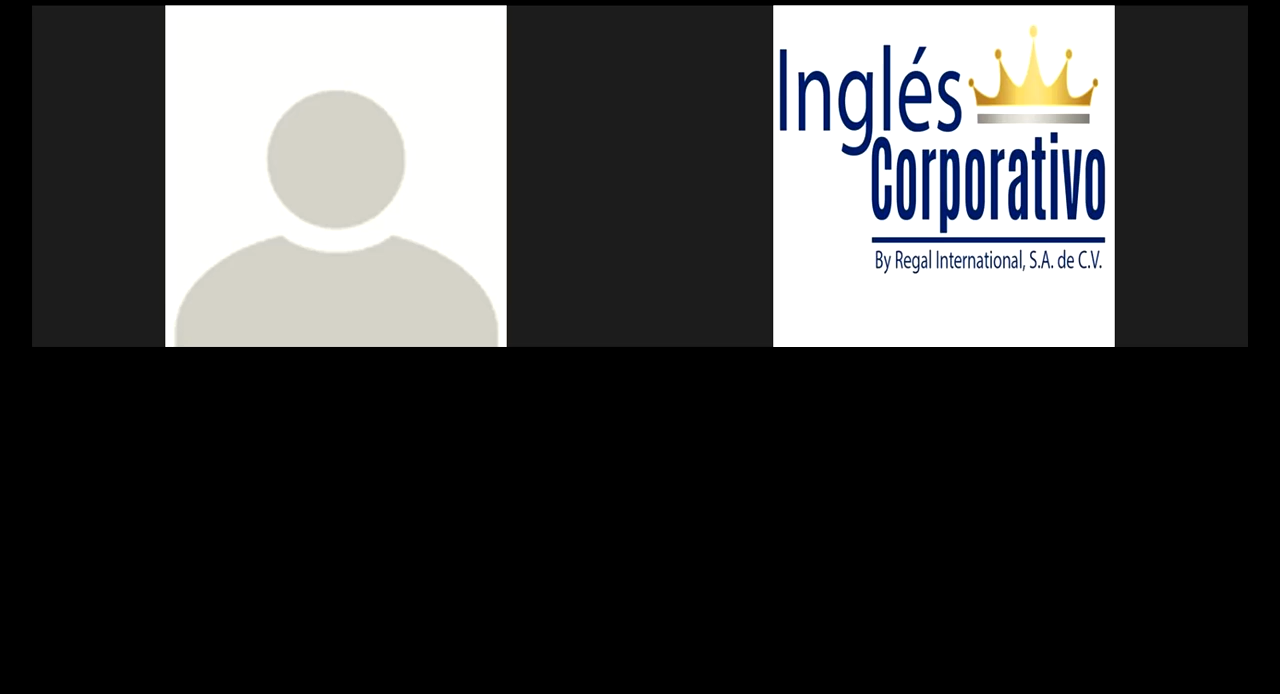 Inglés
Corporativo
By Regal International, S.A. de C.V.